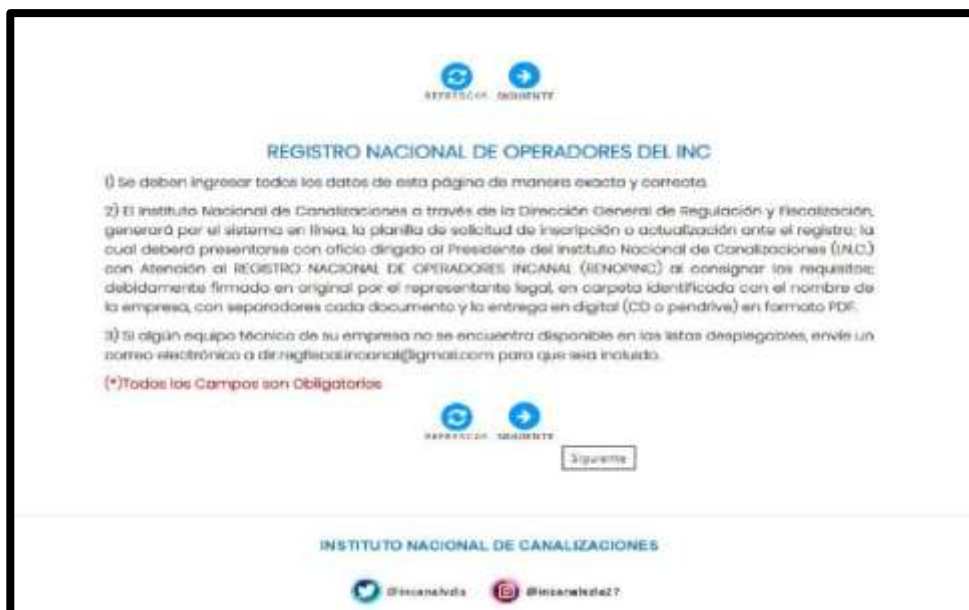 REFRESCAR SIGUIENTE
REGISTRO NACIONAL DE OPERADORES DEL INC
1) Se deben ingresar todos los datos de esta página de manera exacta y correcta.
2) El Instituto Nacional de Canalizaciones a través de la Dirección General de Regulación y Fiscalización,
generará por el sistema en línea, la planilla de solicitud de inscripción o actualización ante el registro; la
cual deberá presentarse con oficio dirigido al Presidente del Instituto Nacional de Canalizaciones (I.N.C.)
con Atención al REGISTRO NACIONAL DE OPERADORES INCANAL (RENOPINC) al consignar los requisitos;
debidamente firmado en original por el representante legal, en carpeta identificada con el nombre de
la empresa, con separadores cada documento y la entrega en digital (CD o pendrive) en formato PDF.
3) Si algún equipo técnico de su empresa no se encuentra disponible en las listas desplegables, envíe un
correo electrónico a dir.regfiscal.incanal@gmail.com para que sea incluido.
(*)Todos los Campos son Obligatorios
REFRESCAR SIGUIENTE
Siguiente
INSTITUTO NACIONAL DE CANALIZACIONES
@incanalvzla @incanalvzla27